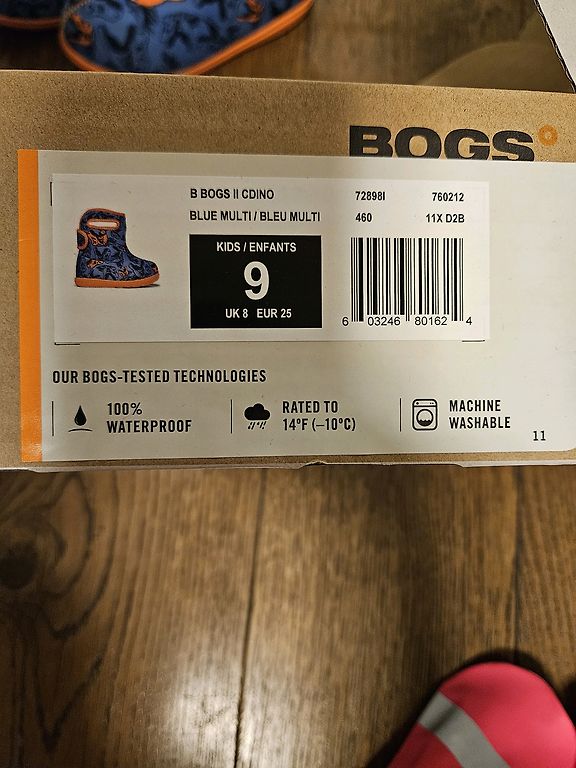 BOGS
B BOGS II CDINO 72898I 760212
BLUE MULTI / BLEU MULTI 460 11X D2B
KIDS / ENFANTS
9
UK 8 EUR 25
6 03246 80162 4
OUR BOGS-TESTED TECHNOLOGIES
100%
WATERPROOF
RATED TO
14°F (–10°C)
MACHINE
WASHABLE
11